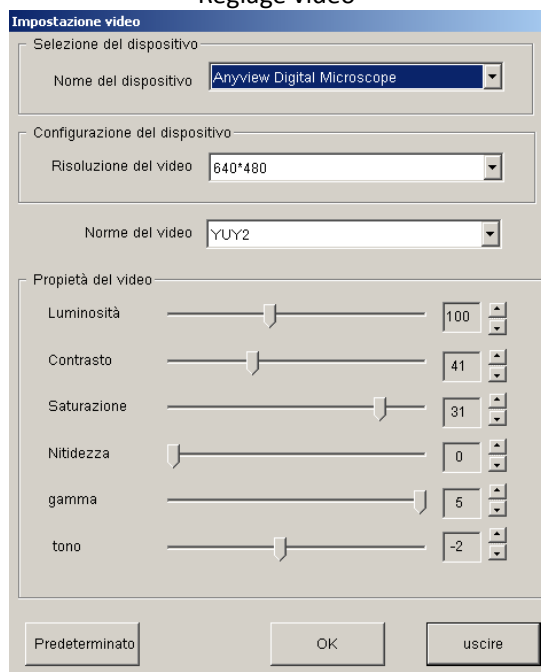 Réglage vidéo
Impostazione video
Selezione del dispositivo
Nome del dispositivo Anyview Digital Microscope
Configurazione del dispositivo
Risoluzione del video 640*480
Norme del video YUY2
Propietà del video
Luminosità 100
Contrasto 41
Saturazione 31
Nitidezza 0
gamma 5
tono -2
Predeterminato OK uscire